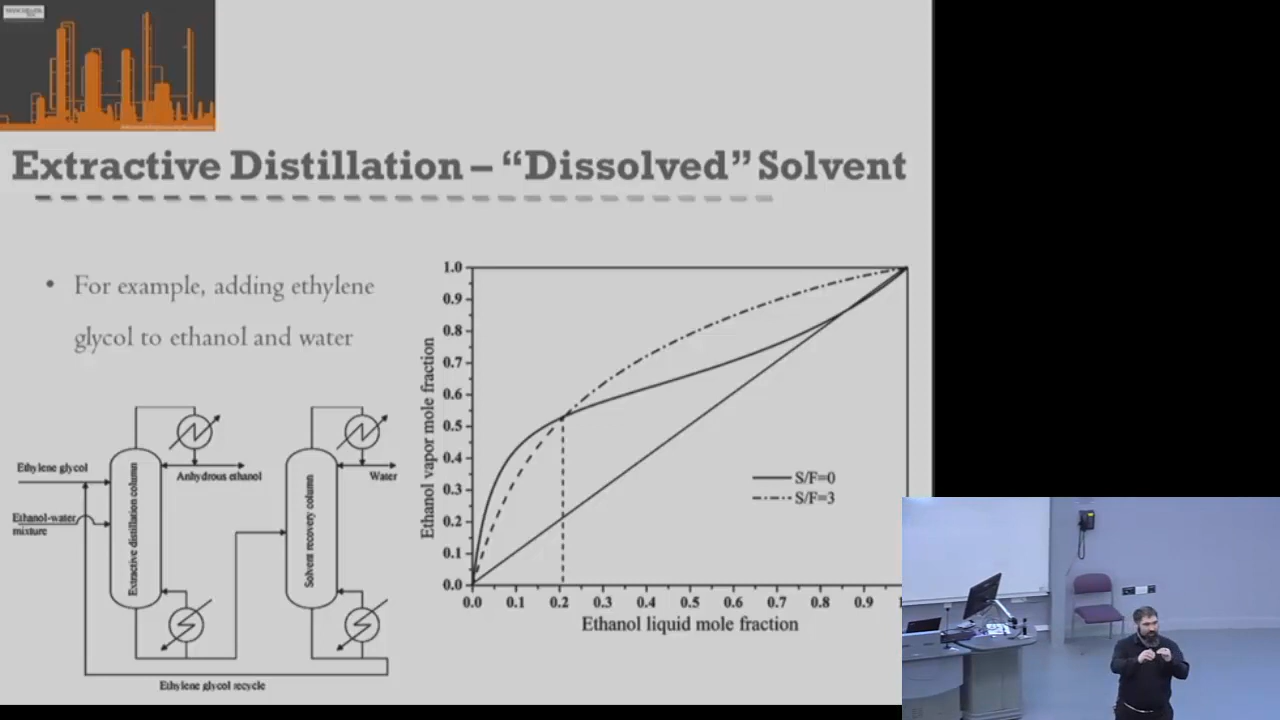 Extractive Distillation – “Dissolved” Solvent
• For example, adding ethylene
glycol to ethanol and water
Ethylene glycol
Ethanol-water
mixture
Extractive distillation column
Anhydrous ethanol
Solvent recovery column
Water
Ethylene glycol recycle
1.0
0.9
0.8
0.7
0.6
0.5
0.4
0.3
0.2
0.1
0.0
Ethanol vapor mole fraction
S/F=0
S/F=3
0.0 0.1 0.2 0.3 0.4 0.5 0.6 0.7 0.8 0.9
Ethanol liquid mole fraction